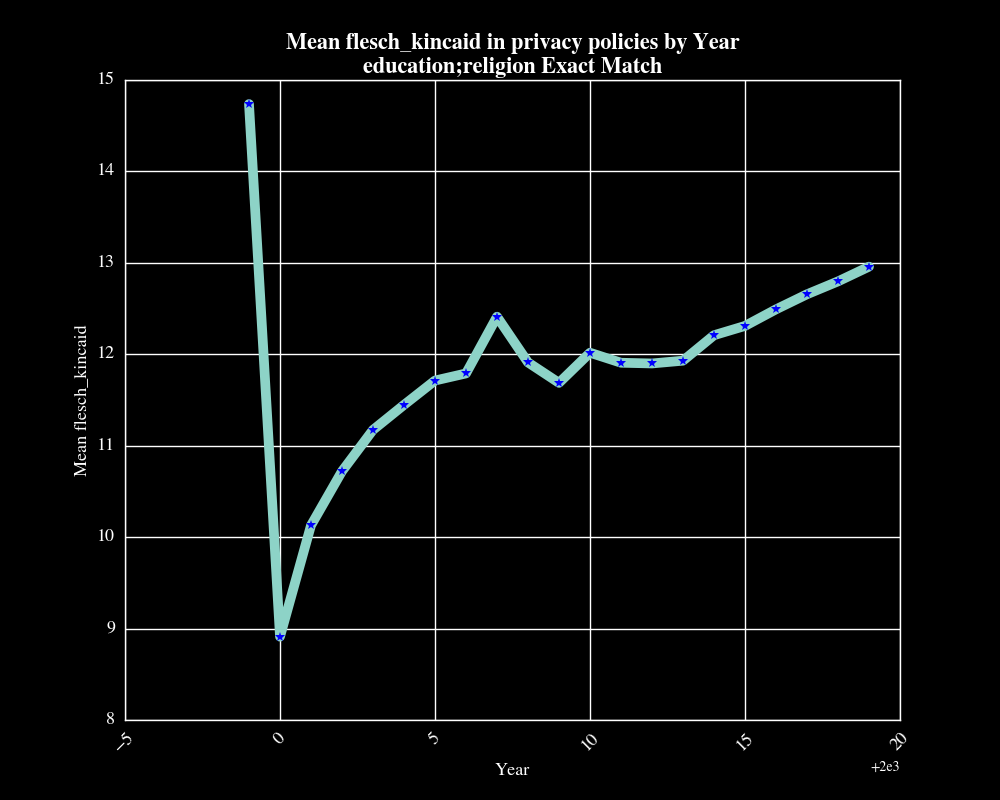 Mean flesch_kincaid in privacy policies by Year
education;religion Exact Match
15
14
13
12
11
10
9
8
Mean flesch_kincaid
−5 0 5 10 15 20
Year
+2e3